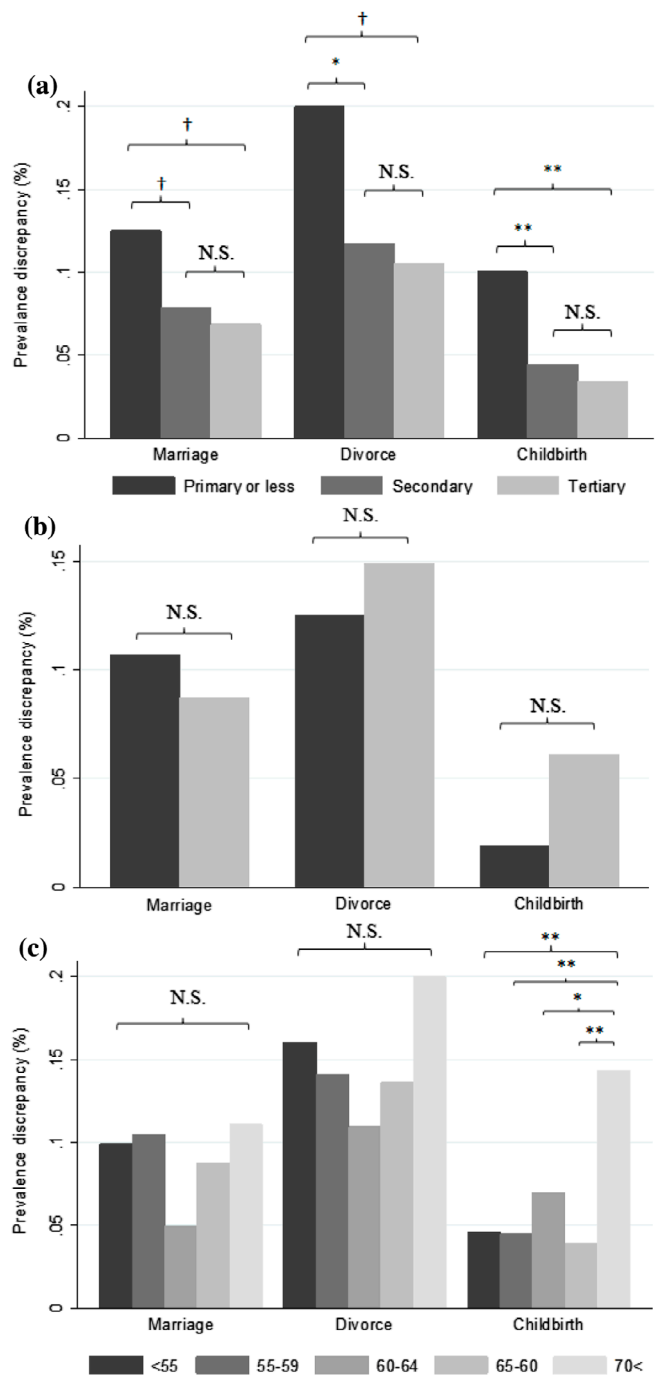 †
(a)
*
.2
†
**
†
N.S.
.15
**
N.S.
.1
N.S.
.05
0
Prevalance discrepancy (%)
Marriage Divorce Childbirth
Primary or less Secondary Tertiary
(b)
N.S.
.15
N.S.
.1
N.S.
.05
0
Prevalence discrepancy (%)
Marriage Divorce Childbirth
(c)
N.S.
**
**
.2
N.S.
*
**
.15
.1
.05
0
Prevalence discrepancy (%)
Marriage Divorce Childbirth
<55 55-59 60-64 65-60 70<